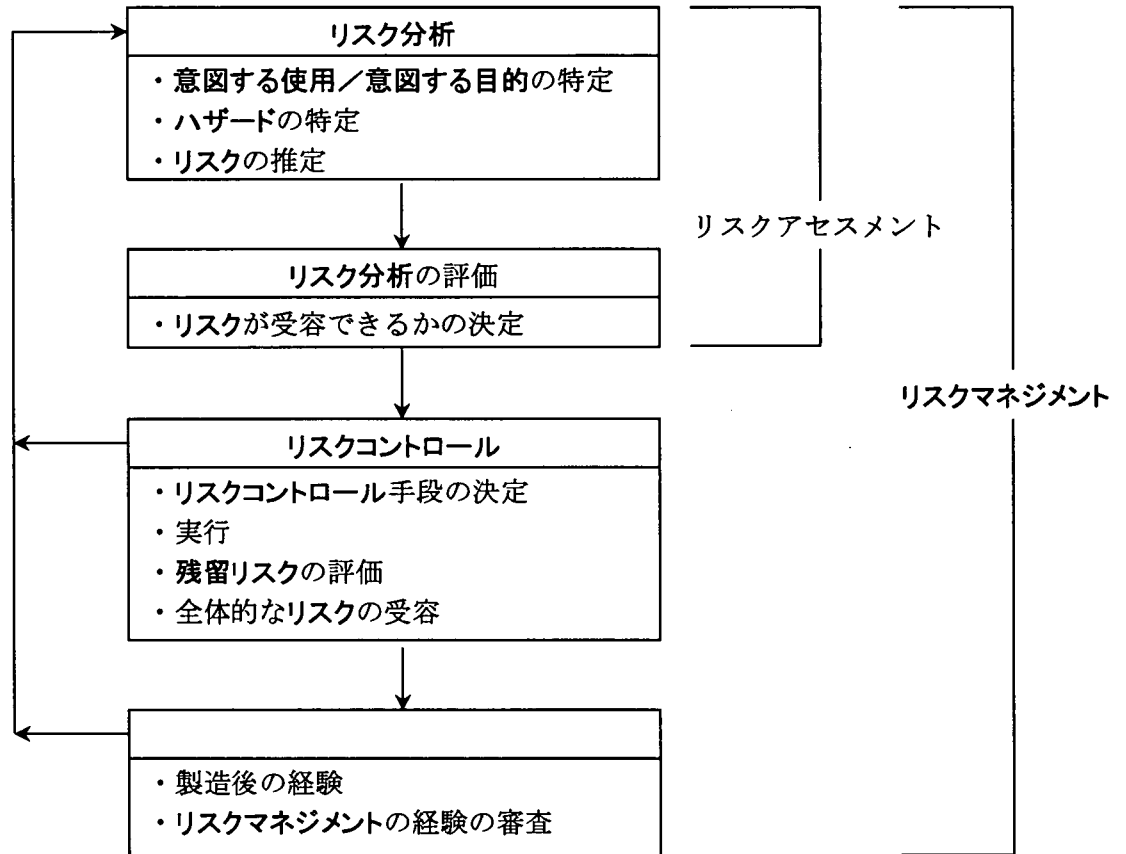 リスク分析
・意図する使用／意図する目的の特定
・ハザードの特定
・リスクの推定
リスクアセスメント
リスク分析の評価
・リスクが受容できるかの決定
リスクマネジメント
リスクコントロール
・リスクコントロール手段の決定
・実行
・残留リスクの評価
・全体的なリスクの受容
・製造後の経験
・リスクマネジメントの経験の審査